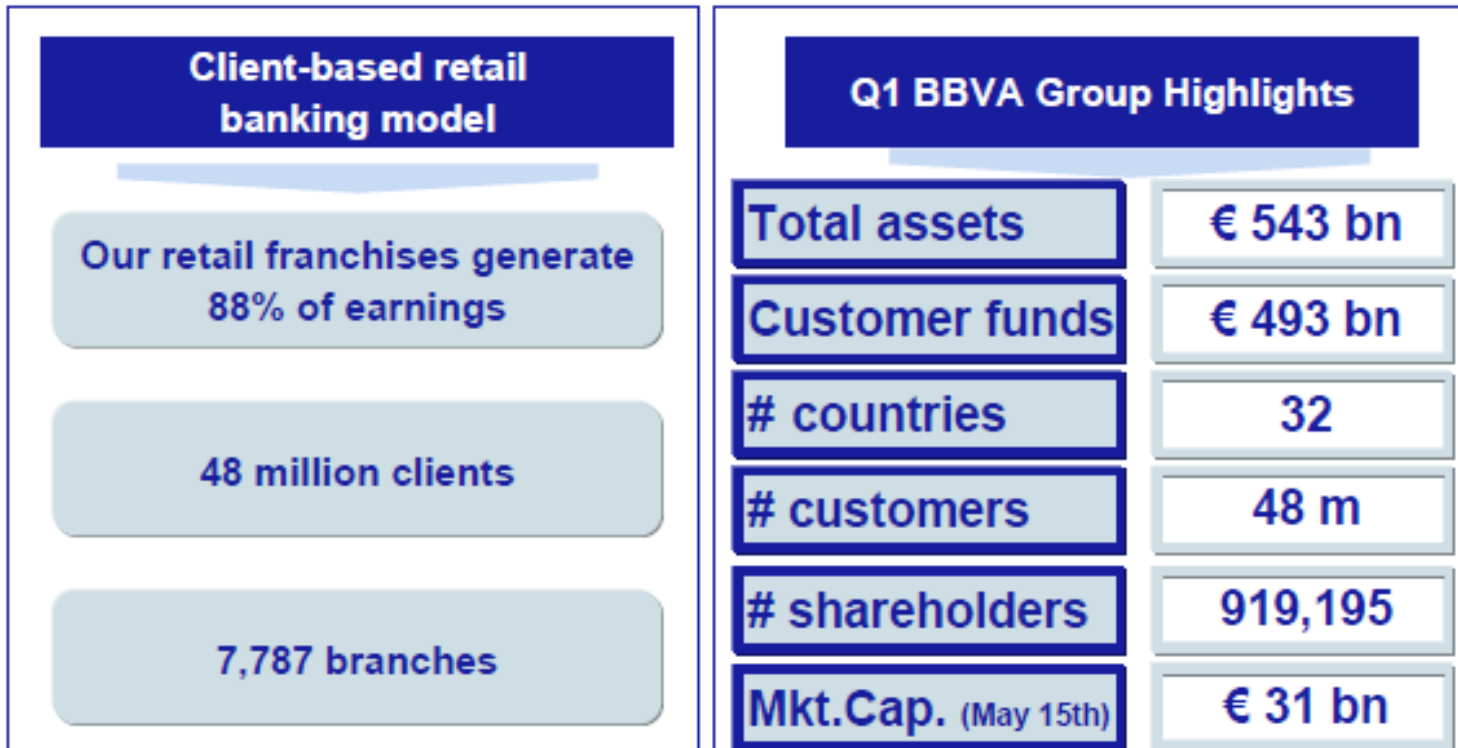 Client-based retail
banking model
Our retail franchises generate
88% of earnings
48 million clients
7,787 branches
Q1 BBVA Group Highlights
Total assets € 543 bn
Customer funds € 493 bn
# countries 32
# customers 48 m
# shareholders 919,195
Mkt.Cap. (May 15th) € 31 bn